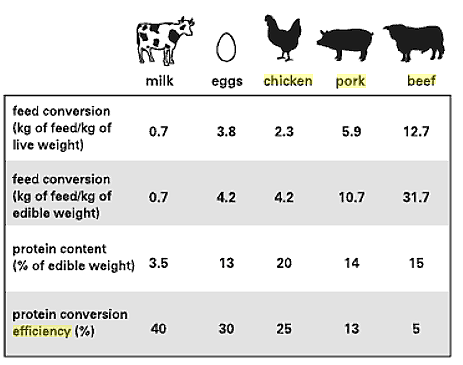 milk eggs chicken pork beef
feed conversion
(kg of feed/kg of
live weight) 0.7 3.8 2.3 5.9 12.7
feed conversion
(kg of feed/kg of
edible weight) 0.7 4.2 4.2 10.7 31.7
protein content
(% of edible weight) 3.5 13 20 14 15
protein conversion
efficiency (%) 40 30 25 13 5